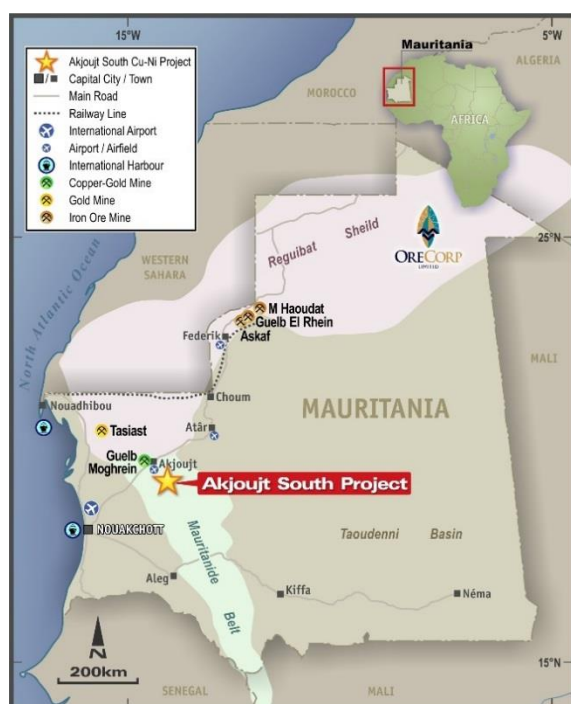 15°W
5°W
Mauritania
ALGERIA
MOROCCO
AFRICA
Akjoujt South Cu-Ni Project
Capital City / Town
Main Road
Railway Line
International Airport
Airport / Airfield
International Harbour
Copper-Gold Mine
Gold Mine
Iron Ore Mine
25°N
Reguibat Sheild
ORECORP
LIMITED
WESTERN
SAHARA
North Atlantic Ocean
M Haoudat
Guelb El Rhein
Askaf
Federik
MALI
Nouadhibou
Choum
MAURITANIA
Tasiast
Atâr
Guelb
Moghrein
Akjoujt
Akjoujt South Project
NOUAKCHOTT
Mauritanide
Belt
Taoudenni Basin
Aleg
Kiffa
Néma
N
200km
15°N
SENEGAL
MALI